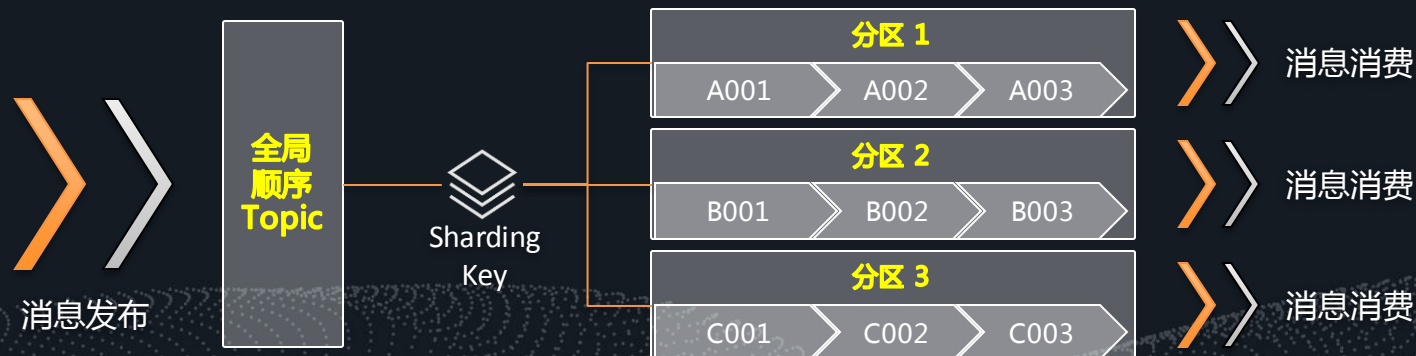 消息发布
全局
顺序
Topic
Sharding
Key
分区 1
A001
A002
A003
消息消费
分区 2
B001
B002
B003
消息消费
分区 3
C001
C002
C003
消息消费